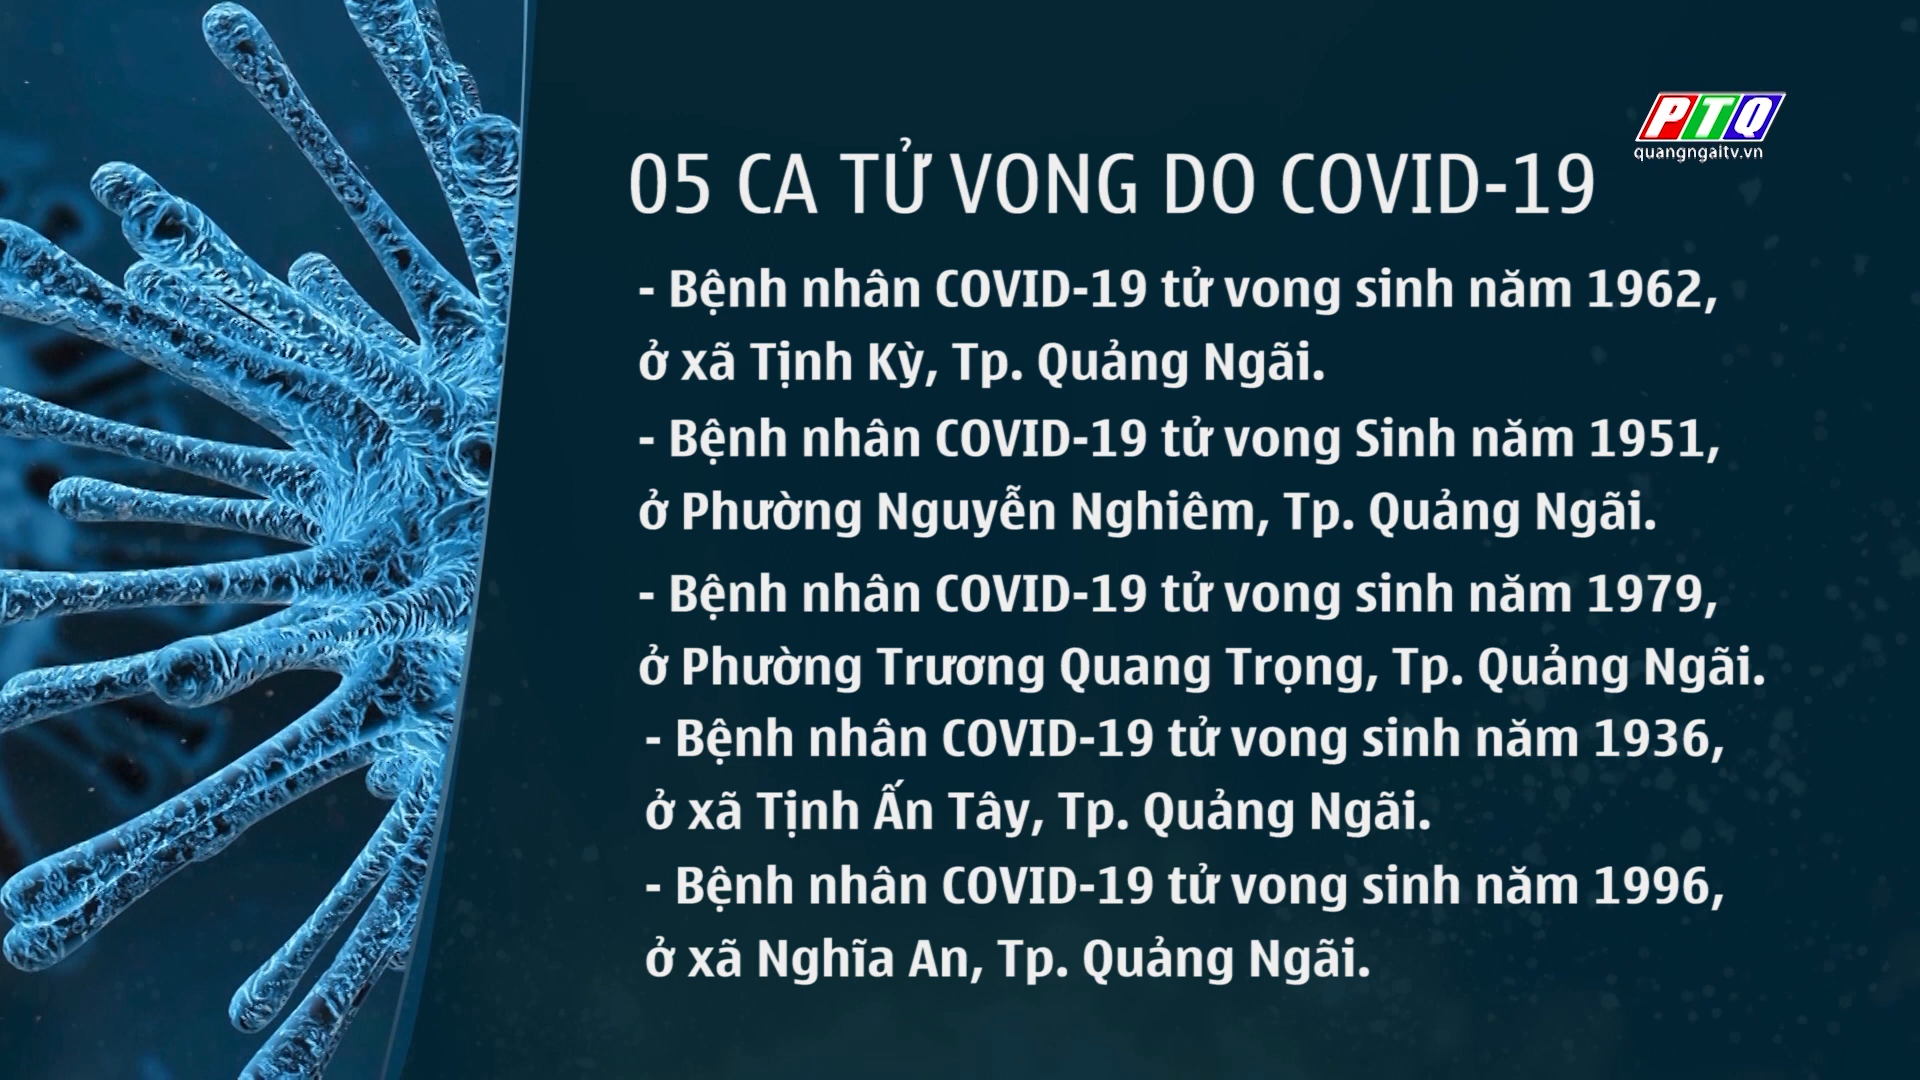 PTQ
quangngaitv.vn
05 CA TỬ VONG DO COVID-19
- Bệnh nhân COVID-19 tử vong sinh năm 1962,
ở xã Tịnh Kỳ, Tp. Quảng Ngãi.
- Bệnh nhân COVID-19 tử vong Sinh năm 1951,
ở Phường Nguyễn Nghiêm, Tp. Quảng Ngãi.
- Bệnh nhân COVID-19 tử vong sinh năm 1979,
ở Phường Trương Quang Trọng, Tp. Quảng Ngãi.
- Bệnh nhân COVID-19 tử vong sinh năm 1936,
ở xã Tịnh Ấn Tây, Tp. Quảng Ngãi.
- Bệnh nhân COVID-19 tử vong sinh năm 1996,
ở xã Nghĩa An, Tp. Quảng Ngãi.